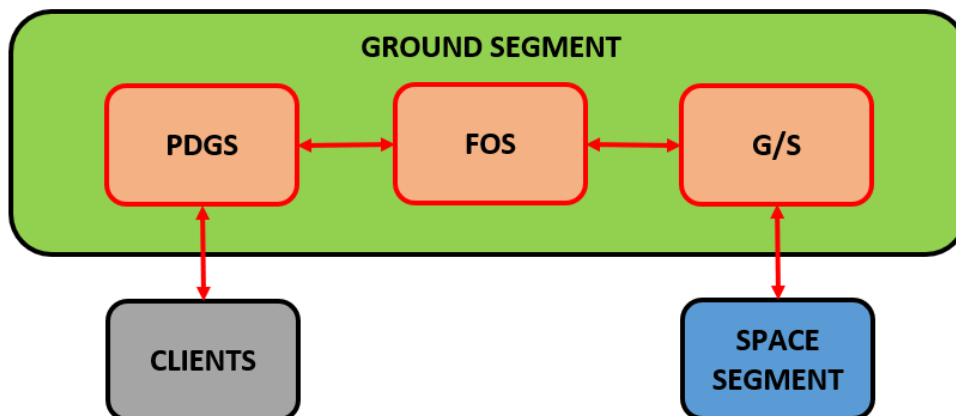 GROUND SEGMENT
PDGS
FOS
G/S
CLIENTS
SPACE
SEGMENT